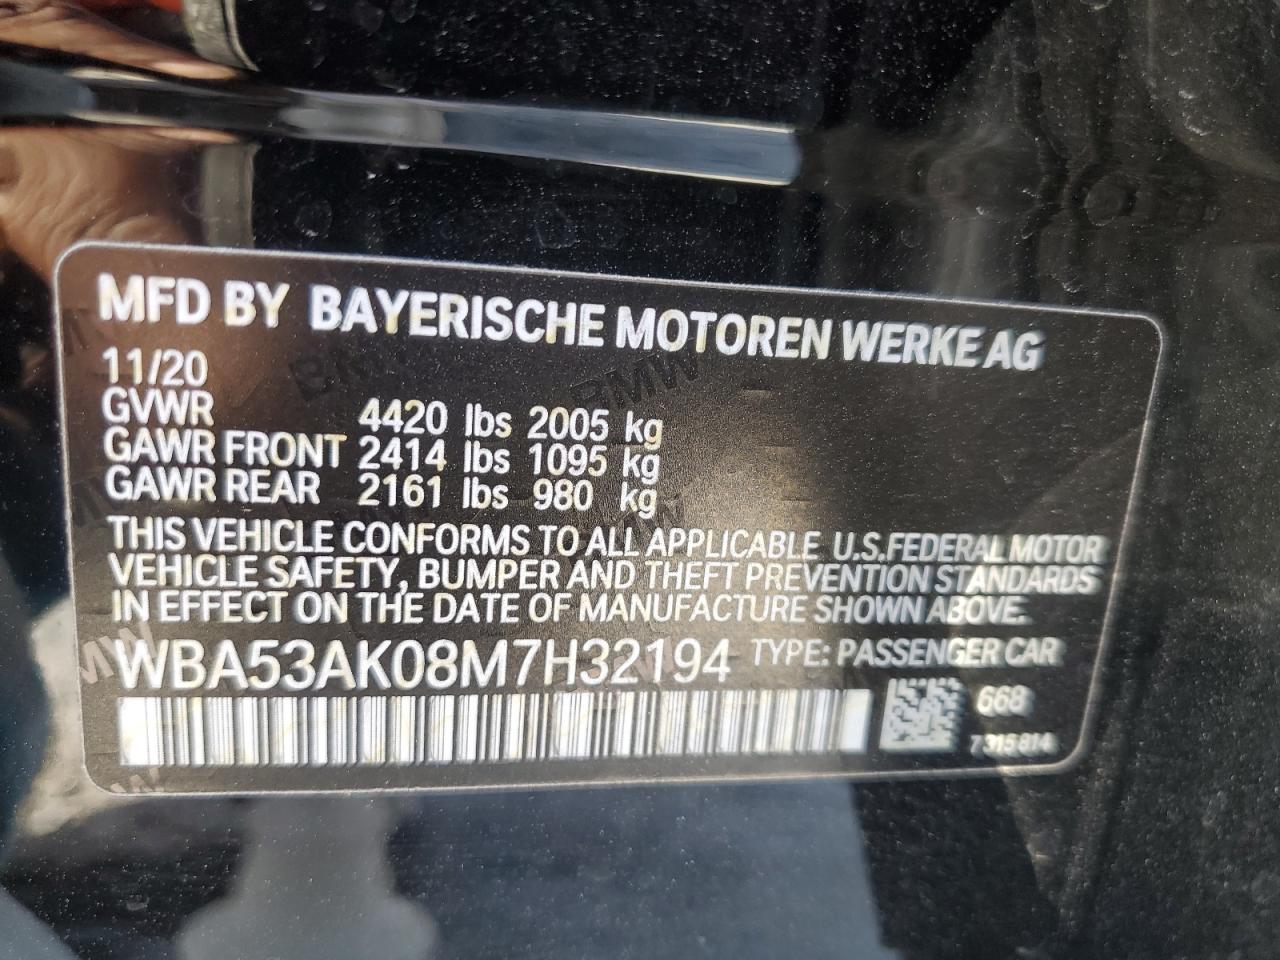 MFD BY BAYERISCHE MOTOREN WERKE AG
11/20
GVWR 4420 lbs 2005 kg
GAWR FRONT 2414 lbs 1095 kg
GAWR REAR 2161 lbs 980 kg
THIS VEHICLE CONFORMS TO ALL APPLICABLE U.S.FEDERAL MOTOR
VEHICLE SAFETY, BUMPER AND THEFT PREVENTION STANDARDS
IN EFFECT ON THE DATE OF MANUFACTURE SHOWN ABOVE.
WBA53AK08M7H32194 TYPE: PASSENGER CAR
668
7315814